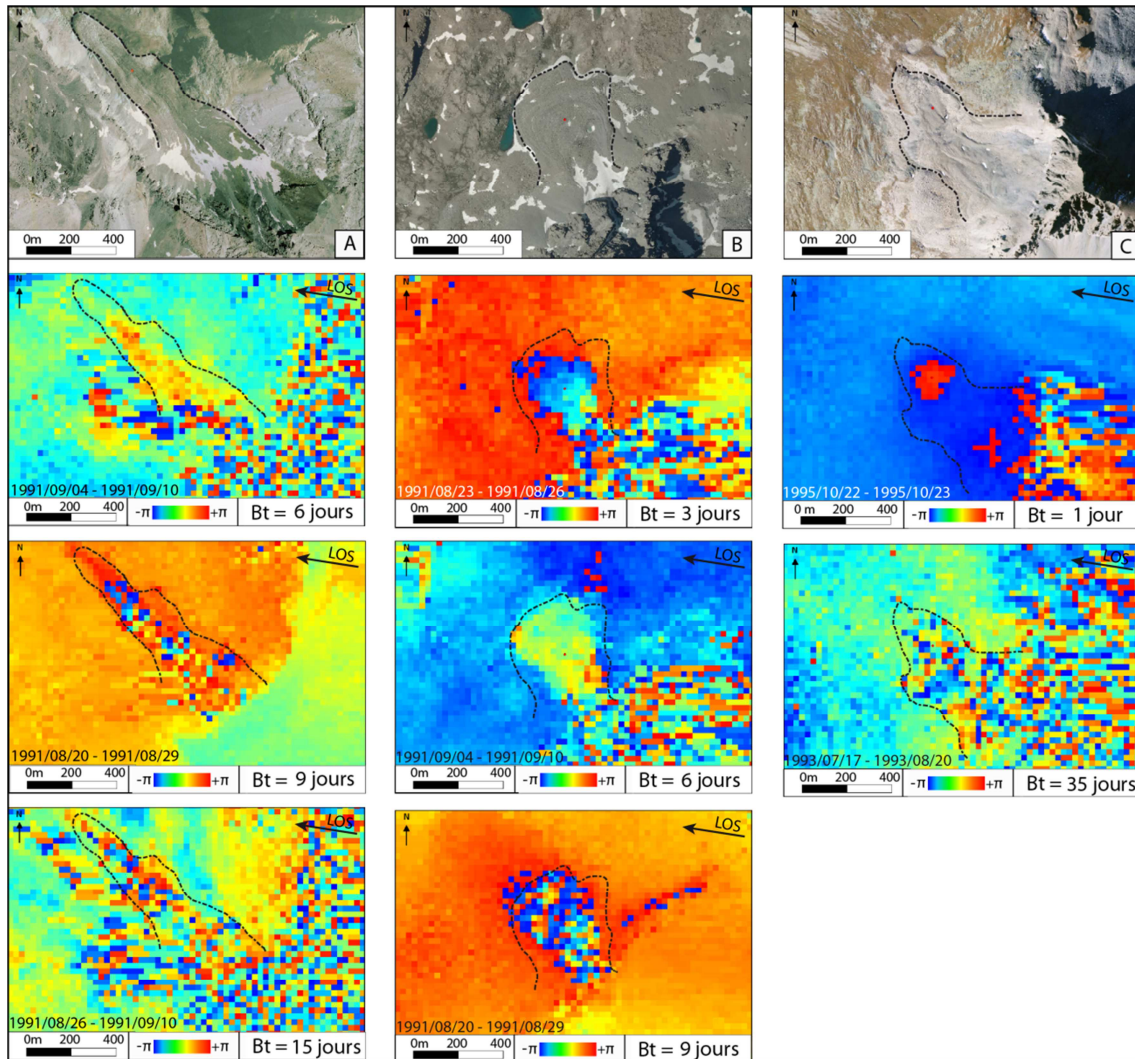 N
0m 200 400
A
N
0m 200 400
B
N
0m 200 400
C
N
LOS
1991/09/04 - 1991/09/10
0m 200 400
-π +π
Bt = 6 jours
N
LOS
1991/08/23 - 1991/08/26
0m 200 400
-π +π
Bt = 3 jours
N
LOS
1995/10/22 - 1995/10/23
0 m 200 400
-π +π
Bt = 1 jour
N
LOS
1991/08/20 - 1991/08/29
0m 200 400
-π +π
Bt = 9 jours
N
LOS
1991/09/04 - 1991/09/10
0m 200 400
-π +π
Bt = 6 jours
N
LOS
1993/07/17 - 1993/08/20
0m 200 400
-π +π
Bt = 35 jours
N
LOS
1991/08/26 - 1991/09/10
0m 200 400
-π +π
Bt = 15 jours
N
LOS
1991/08/20 - 1991/08/29
0m 200 400
-π +π
Bt = 9 jours